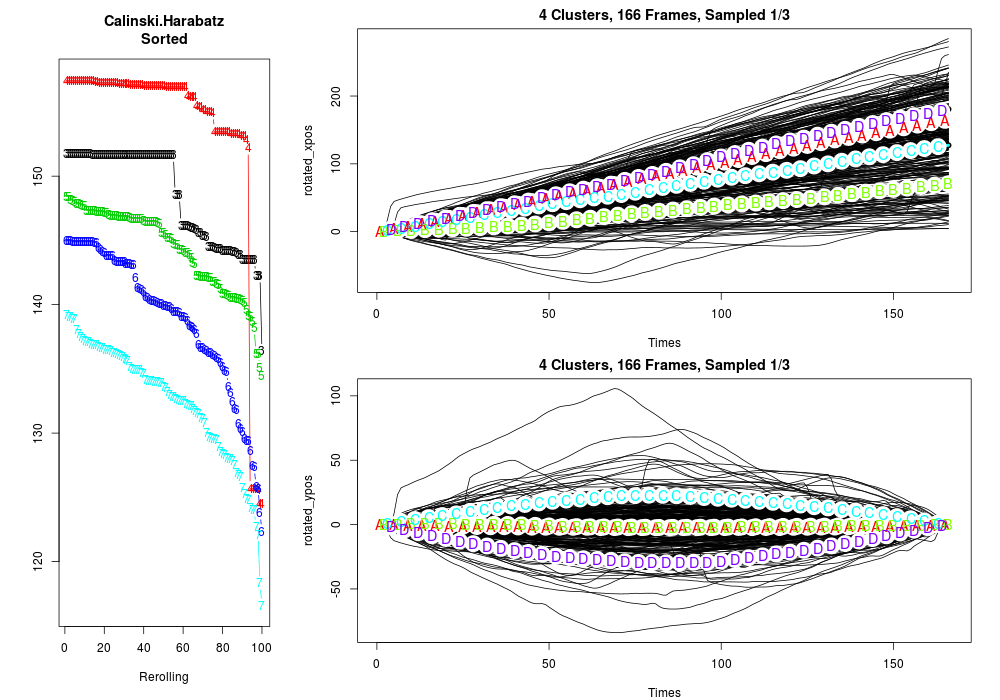 Calinski.Harabatz
Sorted
150
140
130
120
0 20 40 60 80 100
Rerolling
4 Clusters, 166 Frames, Sampled 1/3
rotated_xpos
200
100
0
0 50 100 150
Times
4 Clusters, 166 Frames, Sampled 1/3
rotated_ypos
100
50
0
-50
0 50 100 150
Times